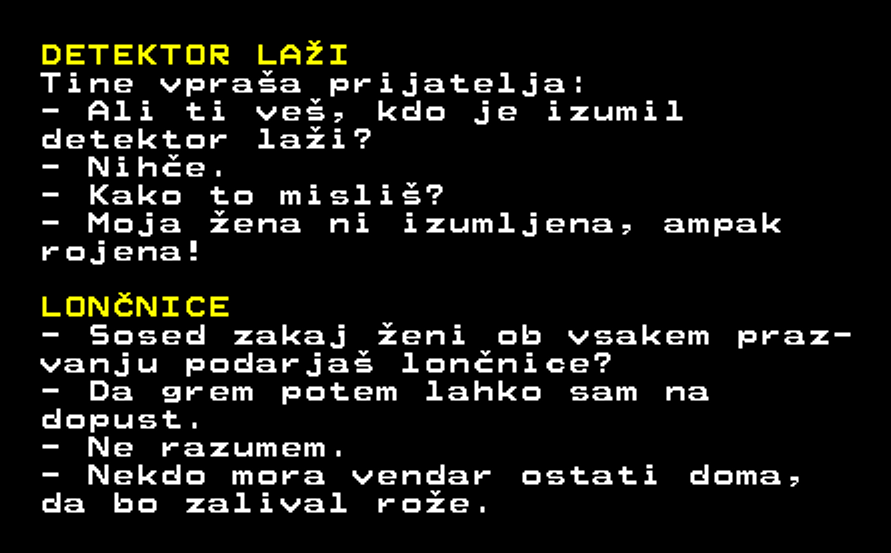 DETEKTOR LAŽI
Tine vpraša prijatelja:
- Ali ti veš, kdo je izumil
detektor laži?
- Nihče.
- Kako to misliš?
- Moja žena ni izumljena, ampak
rojena!
LONČNICE
- Sosed zakaj ženi ob vsakem praz-
vanju podarjaš lončnice?
- Da grem potem lahko sam na
dopust.
- Ne razumem.
- Nekdo mora vendar ostati doma,
da bo zalival rože.